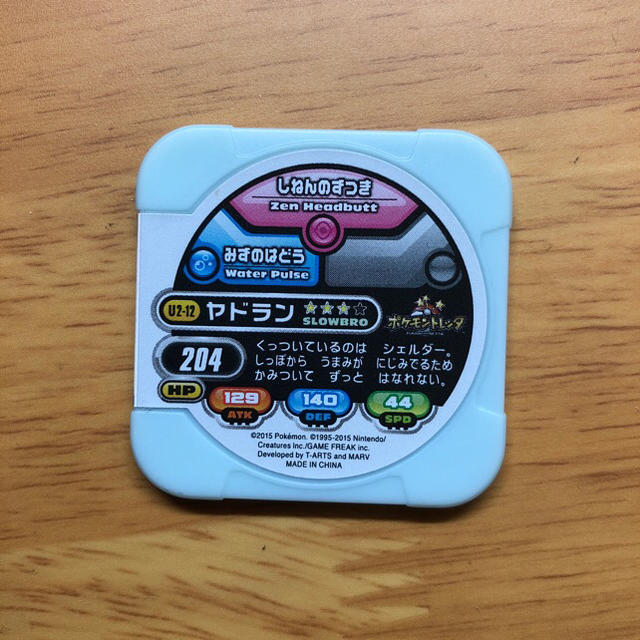 しねんのずつき
Zen Headbutt
みずのはどう
Water Pulse
U2-12 ヤドラン
SLOWBRO
ポケモントレッタ
204
HP
くっついているのは シェルダー。
しっぽから うまみが にじみでるため
かみついて ずっと はなれない。
129 140 44
ATK DEF SPD
©2015 Pokémon. ©1995-2015 Nintendo/
Creatures Inc./GAME FREAK inc.
Developed by T-ARTS and MARV
MADE IN CHINA